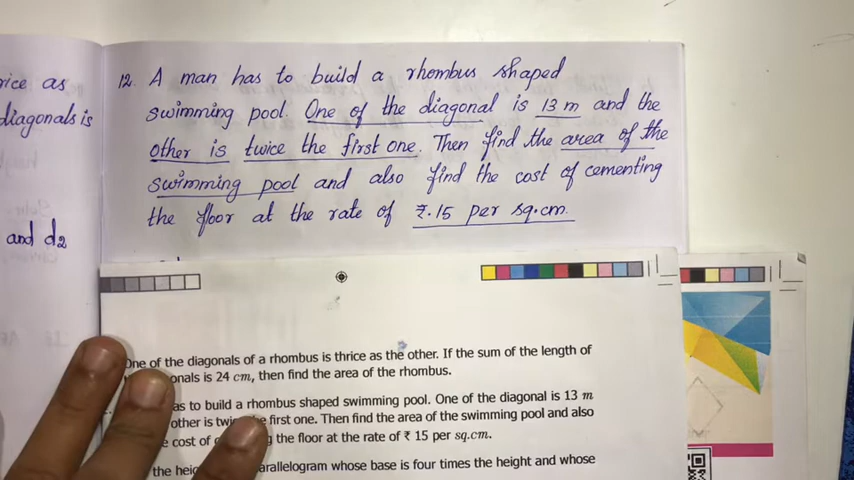 rice as
diagonals is
and d2
12. A man has to build a rhombus shaped
swimming pool. One of the diagonal is 13 m and the
other is twice the first one. Then find the area of the
swimming pool and also find the cost of cementing
the floor at the rate of ₹.15 per sq.cm.
One of the diagonals of a rhombus is thrice as the other. If the sum of the length of
onals is 24 cm, then find the area of the rhombus.
as to build a rhombus shaped swimming pool. One of the diagonal is 13 m
other is the first one. Then find the area of the swimming pool and also
cost of the floor at the rate of ₹ 15 per sq.cm.
the arallelogram whose base is four times the height and whose